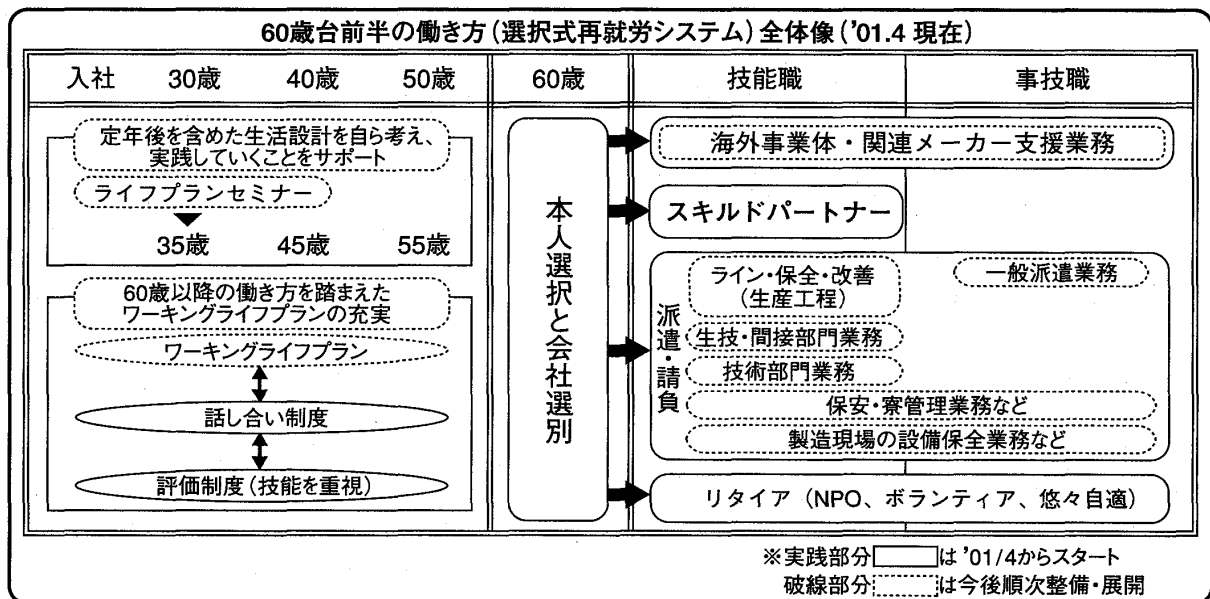 60歳台前半の働き方(選択式再就労システム)全体像('01.4 現在)
入社 30歳 40歳 50歳 60歳 技能職 事技職
定年後を含めた生活設計を自ら考え、
実践していくことをサポート
ライフプランセミナー
35歳 45歳 55歳
60歳以降の働き方を踏まえた
ワーキングライフプランの充実
ワーキングライフプラン
話し合い制度
評価制度(技能を重視)
本人選択と会社選別
海外事業体・関連メーカー支援業務
スキルドパートナー
派遣・請負
ライン・保全・改善
(生産工程)
一般派遣業務
生技・間接部門業務
技術部門業務
保安・寮管理業務など
製造現場の設備保全業務など
リタイア(NPO、ボランティア、悠々自適)
※実践部分 は '01/4からスタート
破線部分 は今後順次整備・展開